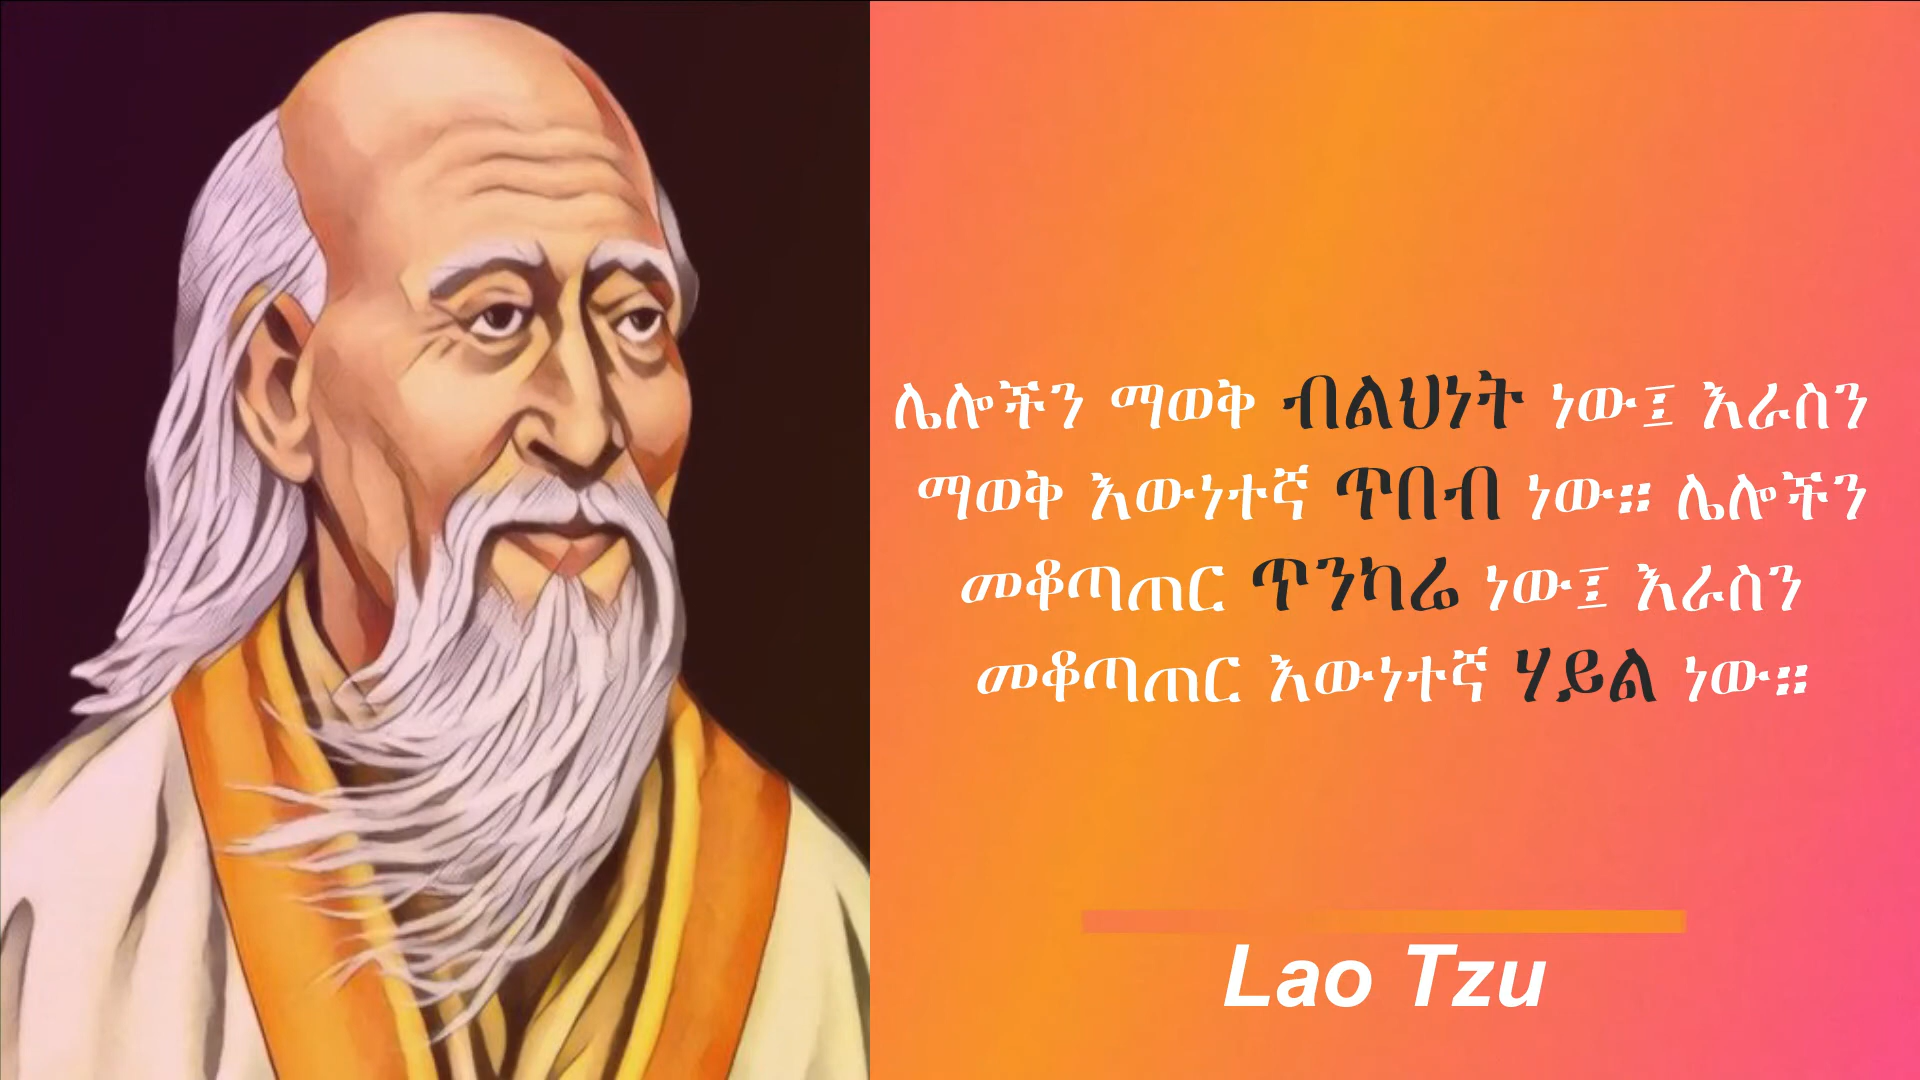 ሌሎችን ማወቅ ብልህነት ነው፤ እራስን
ማወቅ እውነተኛ ጥበብ ነው። ሌሎችን
መቆጣጠር ጥንካሬ ነው፤ እራስን
መቆጣጠር እውነተኛ ሃይል ነው።
Lao Tzu